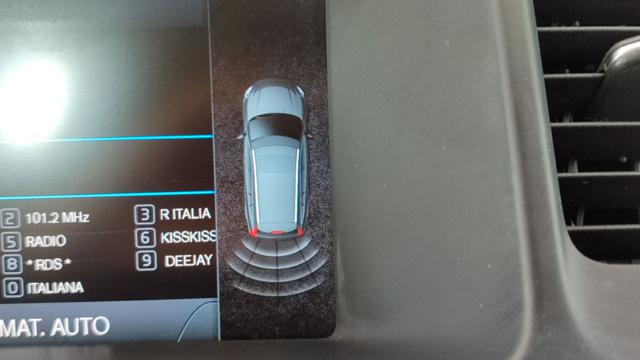 2 101.2 MHz 3 R ITALIA
5 RADIO 6 KISSKISS
8 *RDS* 9 DEEJAY
0 ITALIANA
MAT. AUTO